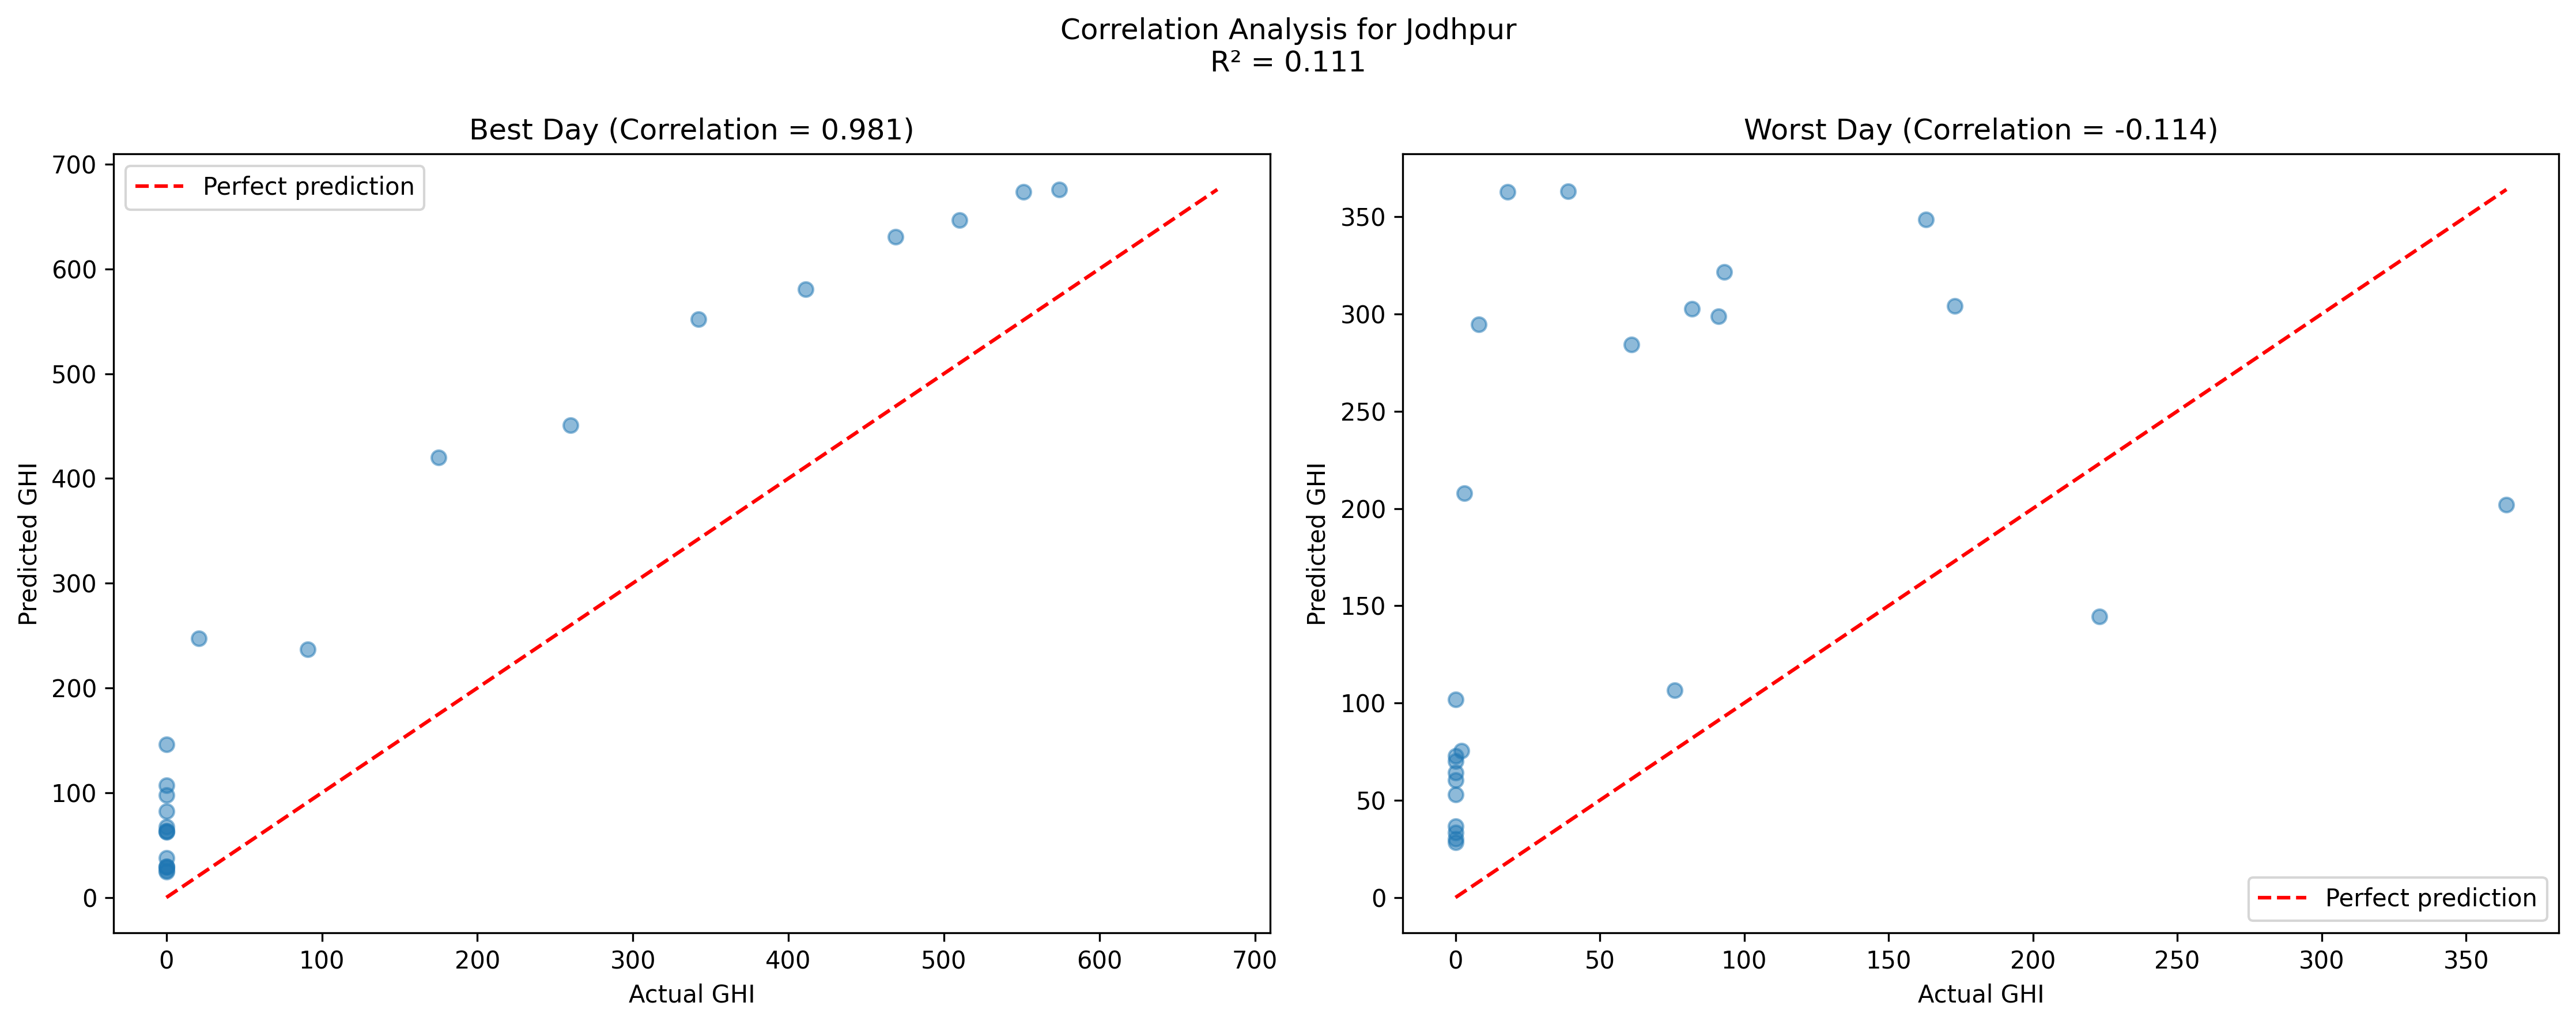 Correlation Analysis for Jodhpur
R² = 0.111
Best Day (Correlation = 0.981)
Perfect prediction
Predicted GHI
700
600
500
400
300
200
100
0
0 100 200 300 400 500 600 700
Actual GHI
Worst Day (Correlation = -0.114)
Predicted GHI
350
300
250
200
150
100
50
0
Perfect prediction
0 50 100 150 200 250 300 350
Actual GHI